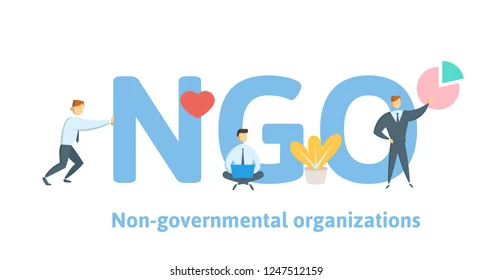 NGO
Non-governmental organizations
shutterstock.com · 1247512159